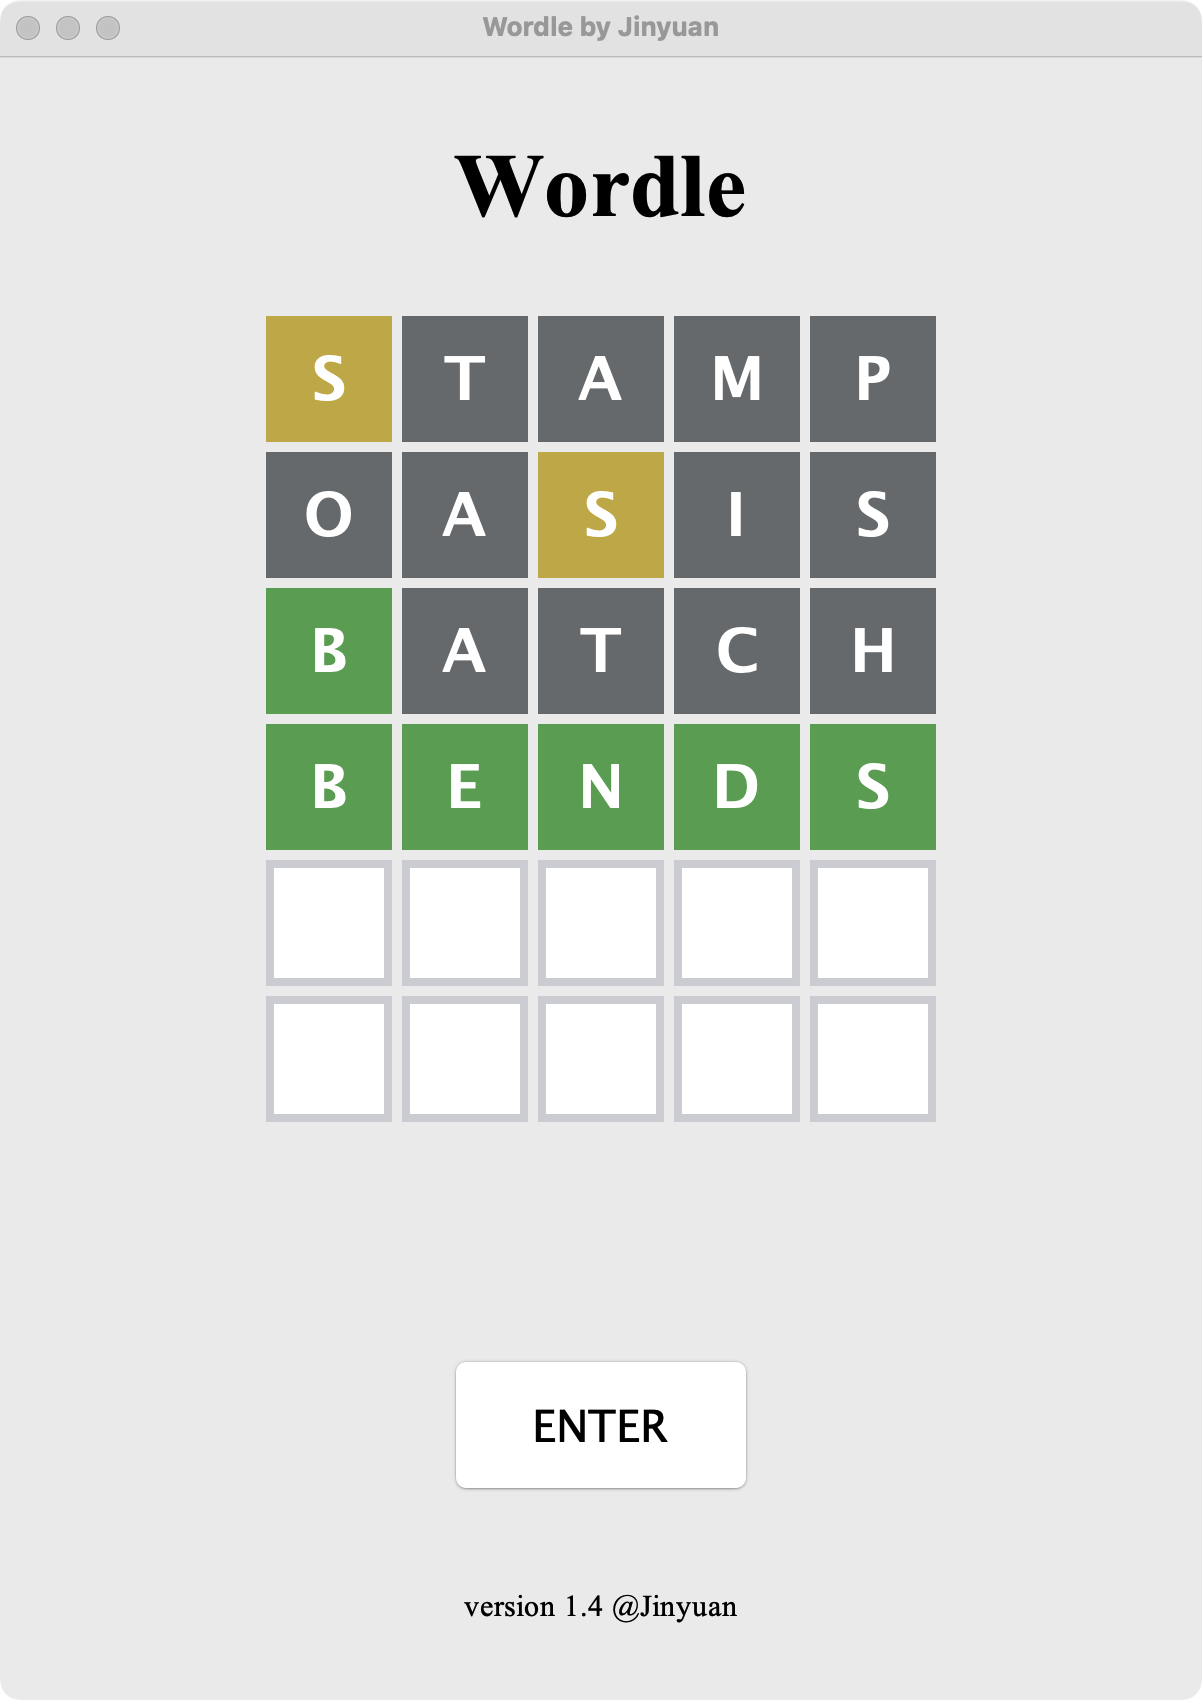 Wordle by Jinyuan
Wordle
S T A M P
O A S I S
B A T C H
B E N D S
ENTER
version 1.4 @Jinyuan